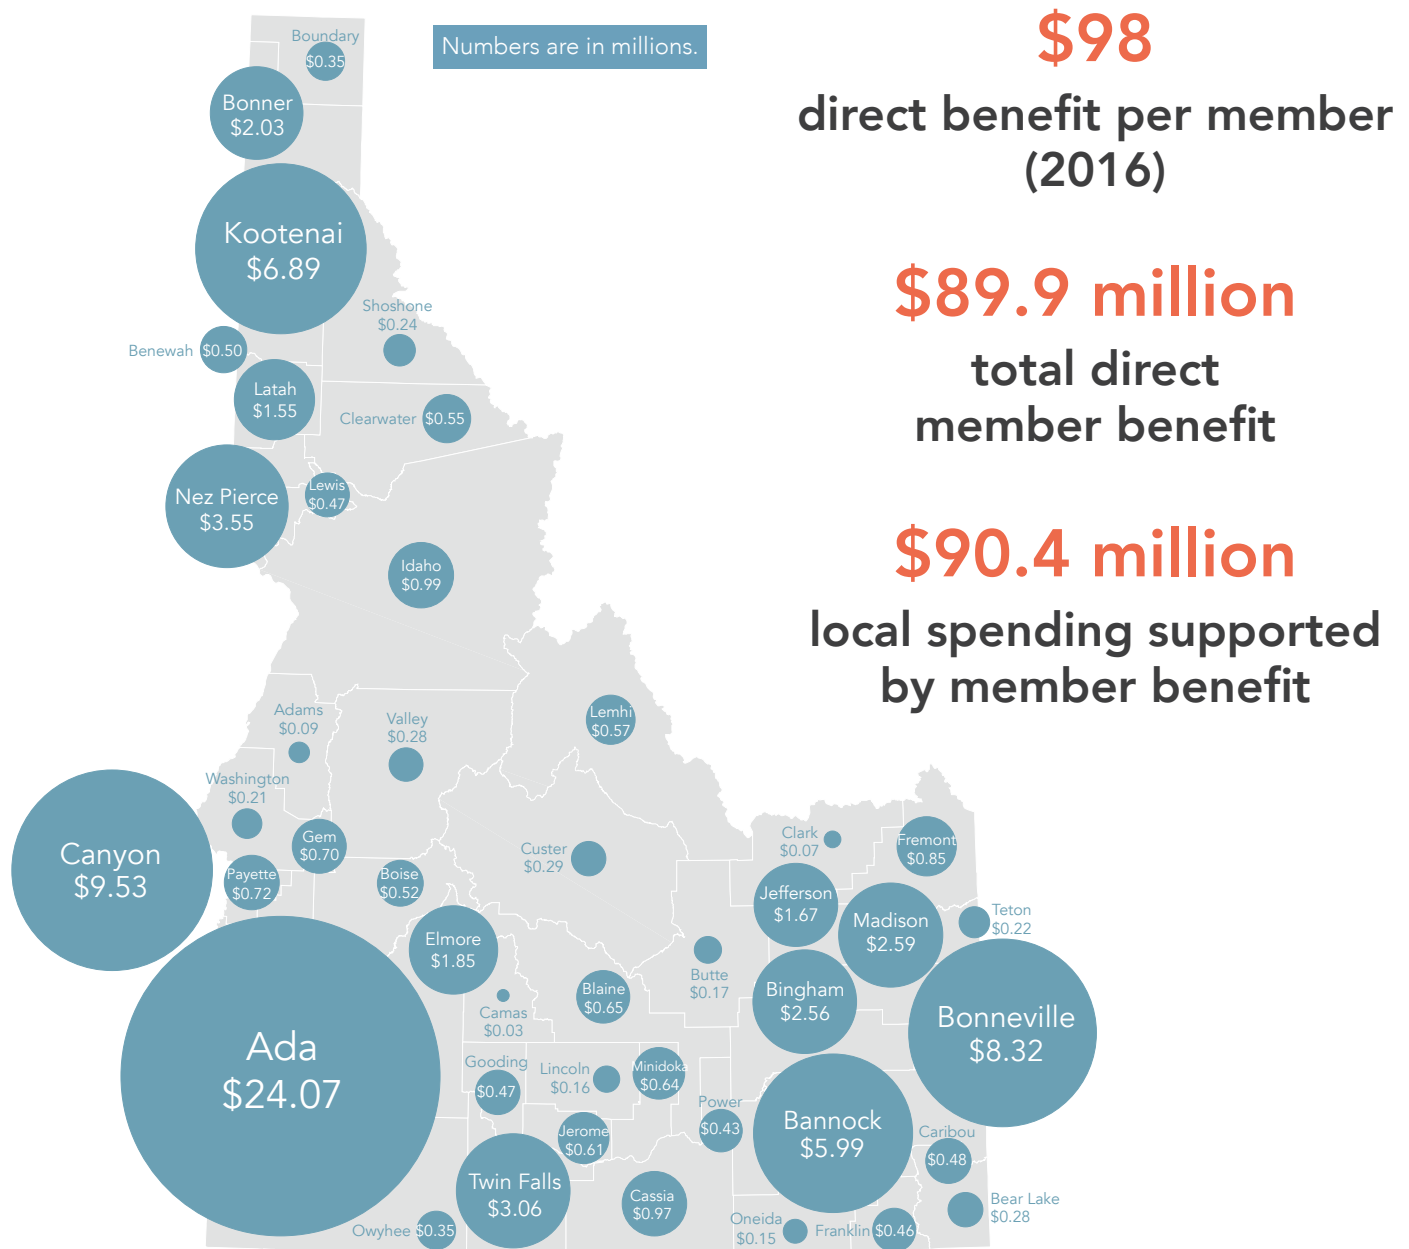 Numbers are in millions.
$98
direct benefit per member
(2016)
$89.9 million
total direct
member benefit
$90.4 million
local spending supported
by member benefit
Boundary
$0.35
Bonner
$2.03
Kootenai
$6.89
Shoshone
$0.24
Benewah
$0.50
Latah
$1.55
Clearwater
$0.55
Nez Pierce
$3.55
Lewis
$0.47
Idaho
$0.99
Lemhi
$0.57
Adams
$0.09
Valley
$0.28
Washington
$0.21
Canyon
$9.53
Gem
$0.70
Payette
$0.72
Boise
$0.52
Custer
$0.29
Clark
$0.07
Fremont
$0.85
Jefferson
$1.67
Madison
$2.59
Teton
$0.22
Elmore
$1.85
Butte
$0.17
Blaine
$0.65
Bingham
$2.56
Bonneville
$8.32
Camas
$0.03
Ada
$24.07
Gooding
$0.47
Lincoln
$0.16
Minidoka
$0.64
Power
$0.43
Jerome
$0.61
Bannock
$5.99
Caribou
$0.48
Twin Falls
$3.06
Cassia
$0.97
Bear Lake
$0.28
Owyhee
$0.35
Oneida
$0.15
Franklin
$0.46